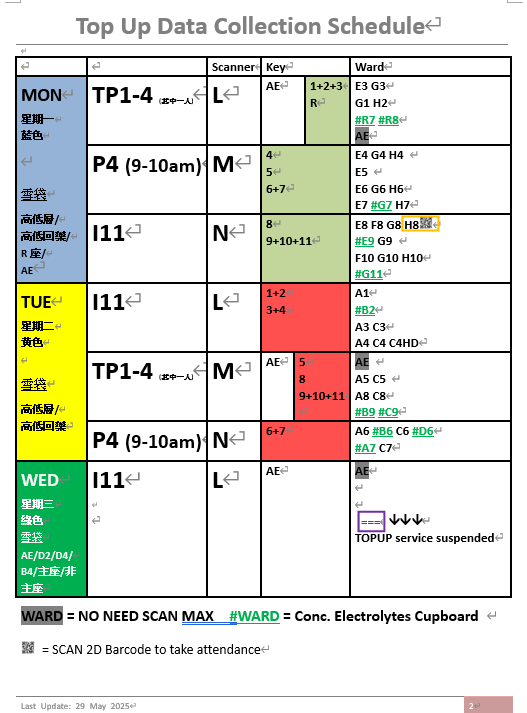 Top Up Data Collection Schedule
Scanner Key Ward
MON
星期一
藍色
雪袋
高低層/
高低回架/
R 座/
AE
TP1-4 (其中一人) L AE 1+2+3
R
E3 G3
G1 H2
#R7 #R8
AE
P4 (9-10am) M 4
5
6+7
E4 G4 H4
E5
E6 G6 H6
E7 #G7 H7
I11 N 8
9+10+11
E8 F8 G8 H8
#E9 G9
F10 G10 H10
#G11
TUE
星期二
黄色
雪袋
高低層/
高低回架
I11 L 1+2
3+4
A1
#B2
A3 C3
A4 C4 C4HD
TP1-4 (其中一人) M AE 5
8
9+10+11
AE
A5 C5
A8 C8
#B9 #C9
P4 (9-10am) N 6+7
A6 #B6 C6 #D6
#A7 C7
WED
星期三
綠色
雪袋
AE/D2/D4/
B4/主座/非
主座
I11 L AE AE
=== ↓↓↓
TOPUP service suspended
WARD = NO NEED SCAN MAX #WARD = Conc. Electrolytes Cupboard
= SCAN 2D Barcode to take attendance
Last Update: 29 May 2025 2